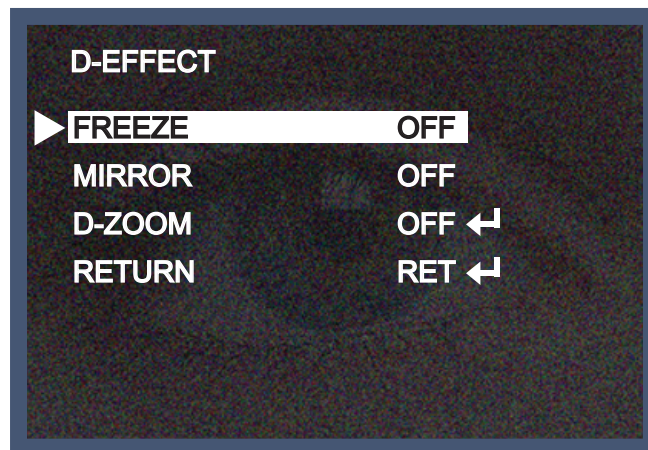 D-EFFECT
FREEZE OFF
MIRROR OFF
D-ZOOM OFF
RETURN RET